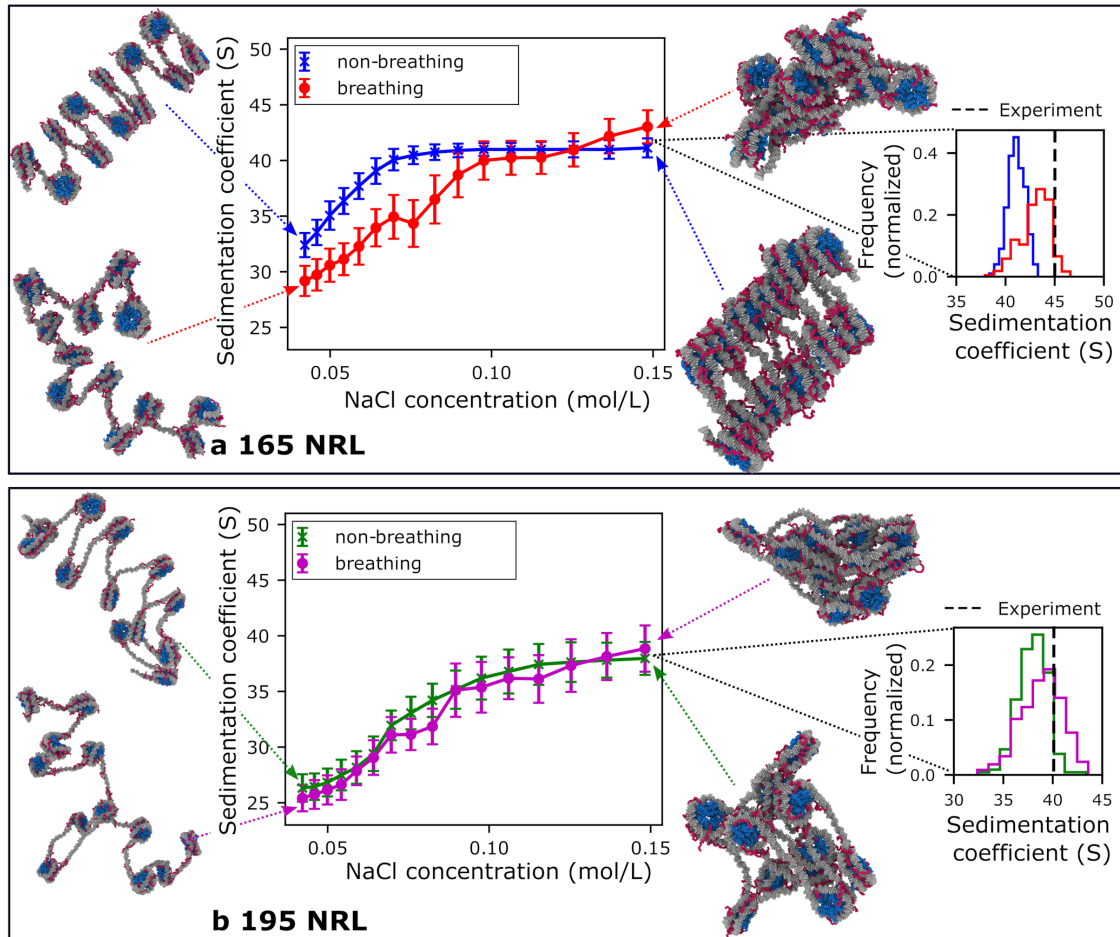 50
45
40
35
30
25
Sedimentation coefficient (S)
non-breathing
breathing
0.05
0.10
0.15
NaCl concentration (mol/L)
Experiment
0.4
0.2
0.0
Frequency
(normalized)
35
40
45
50
Sedimentation
coefficient (S)
a 165 NRL
50
45
40
35
30
25
Sedimentation coefficient (S)
non-breathing
breathing
0.05
0.10
0.15
NaCl concentration (mol/L)
Experiment
0.2
0.1
0.0
Frequency
(normalized)
30
35
40
45
Sedimentation
coefficient (S)
b 195 NRL